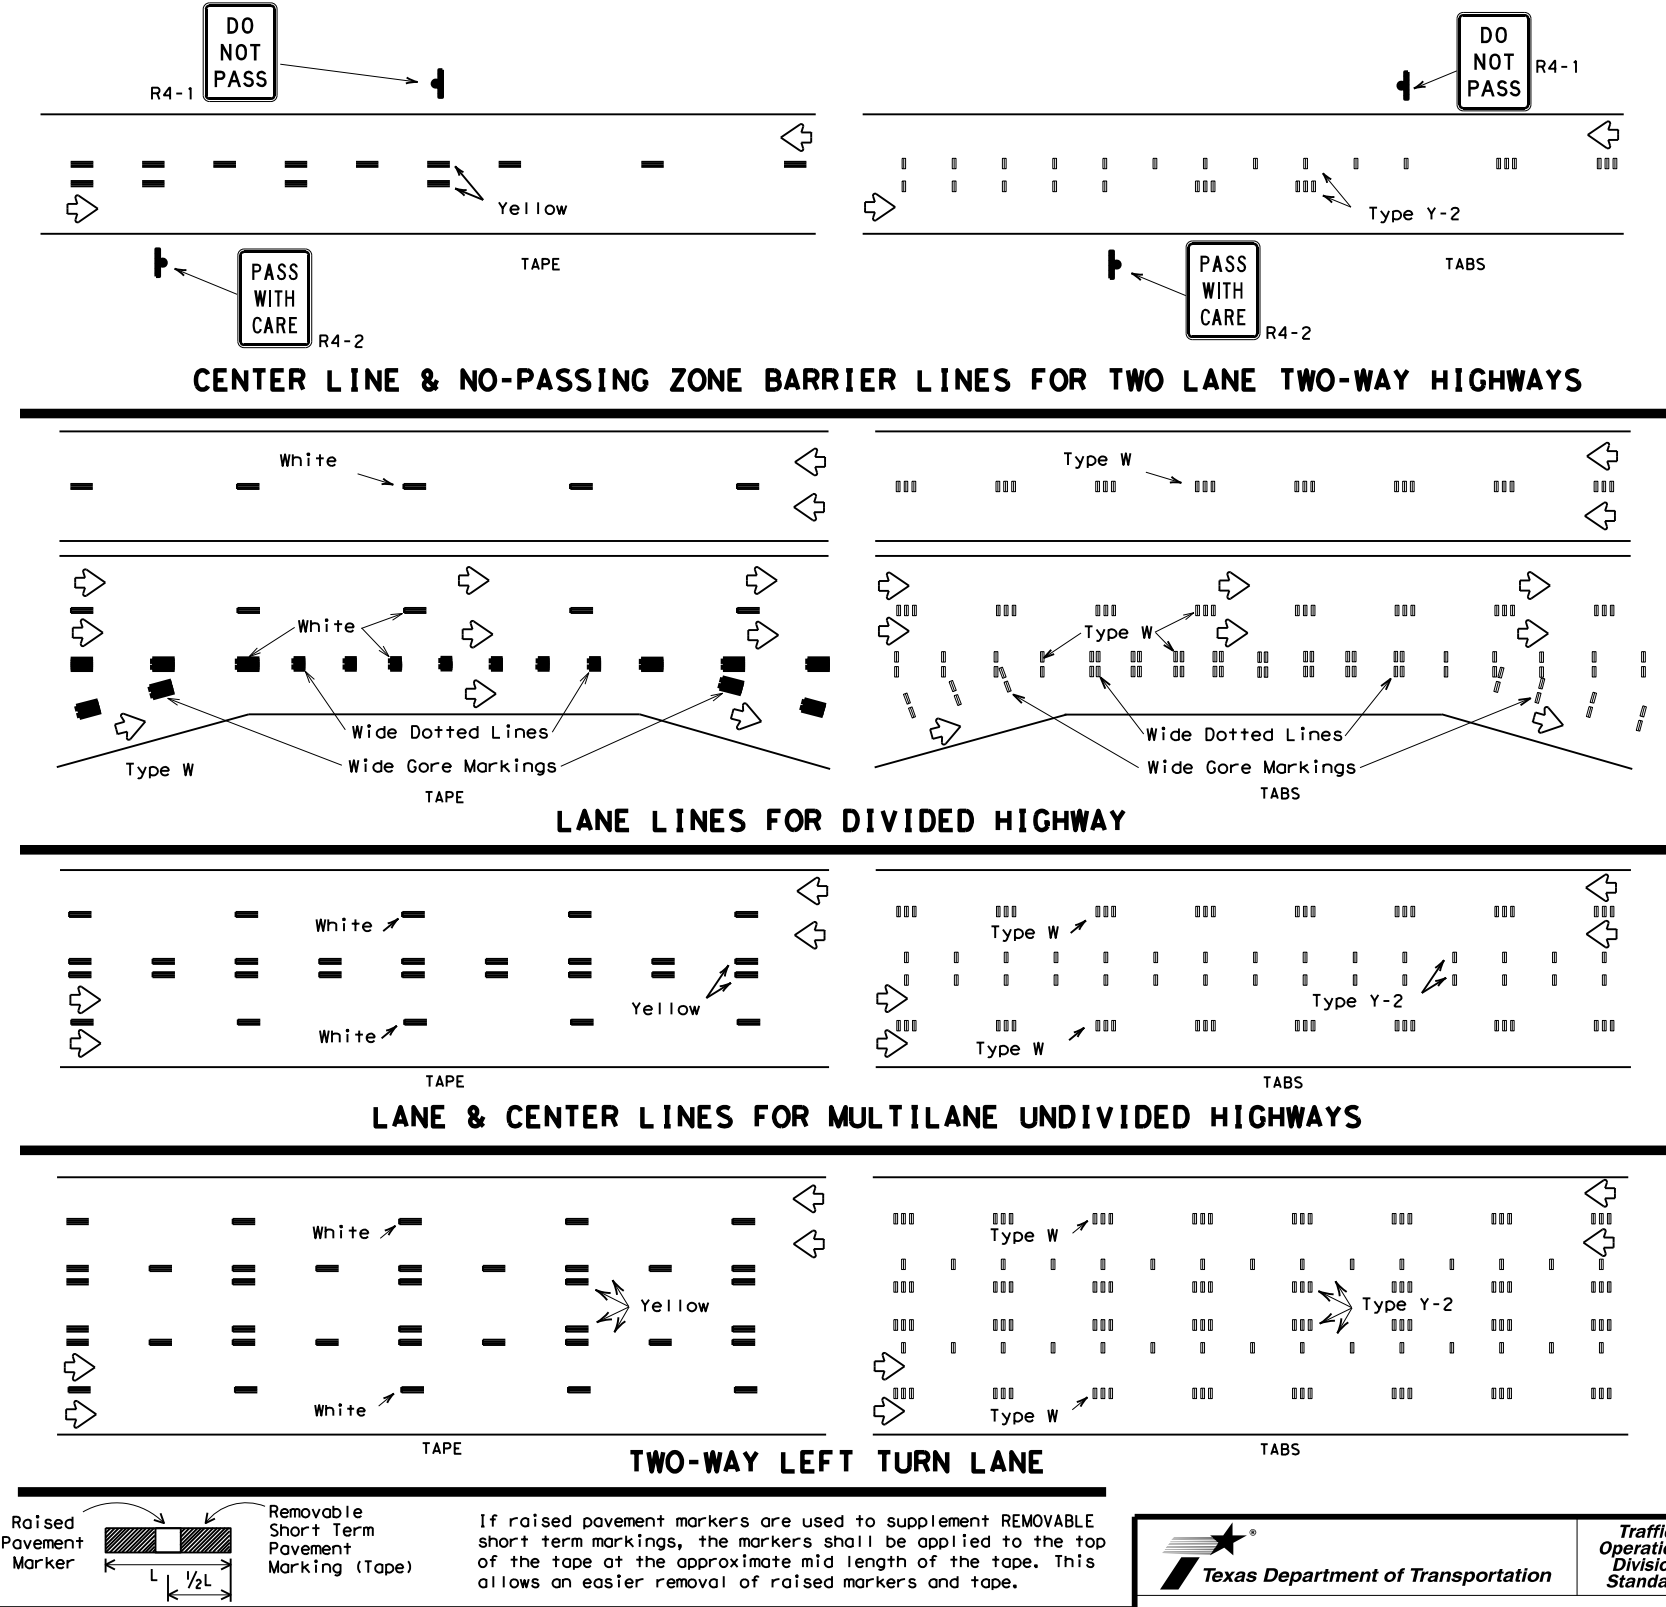 DO
NOT
PASS
R4-1
DO
NOT
PASS
R4-1
Yellow
Type Y-2
TAPE
TABS
PASS
WITH
CARE
R4-2
PASS
WITH
CARE
R4-2
CENTER LINE & NO-PASSING ZONE BARRIER LINES FOR TWO LANE TWO-WAY HIGHWAYS
White
Type W
White
Type W
Wide Dotted Lines
Wide Dotted Lines
Wide Gore Markings
Wide Gore Markings
Type W
TAPE
TABS
LANE LINES FOR DIVIDED HIGHWAY
White
Type W
Yellow
Type Y-2
White
Type W
TAPE
TABS
LANE & CENTER LINES FOR MULTILANE UNDIVIDED HIGHWAYS
White
Type W
Yellow
Type Y-2
White
Type W
TAPE
TABS
TWO-WAY LEFT TURN LANE
Raised
Pavement
Marker
Removable
Short Term
Pavement
Marking (Tape)
L
½L
If raised pavement markers are used to supplement REMOVABLE
short term markings, the markers shall be applied to the top
of the tape at the approximate mid length of the tape. This
allows an easier removal of raised markers and tape.
®
Texas Department of Transportation